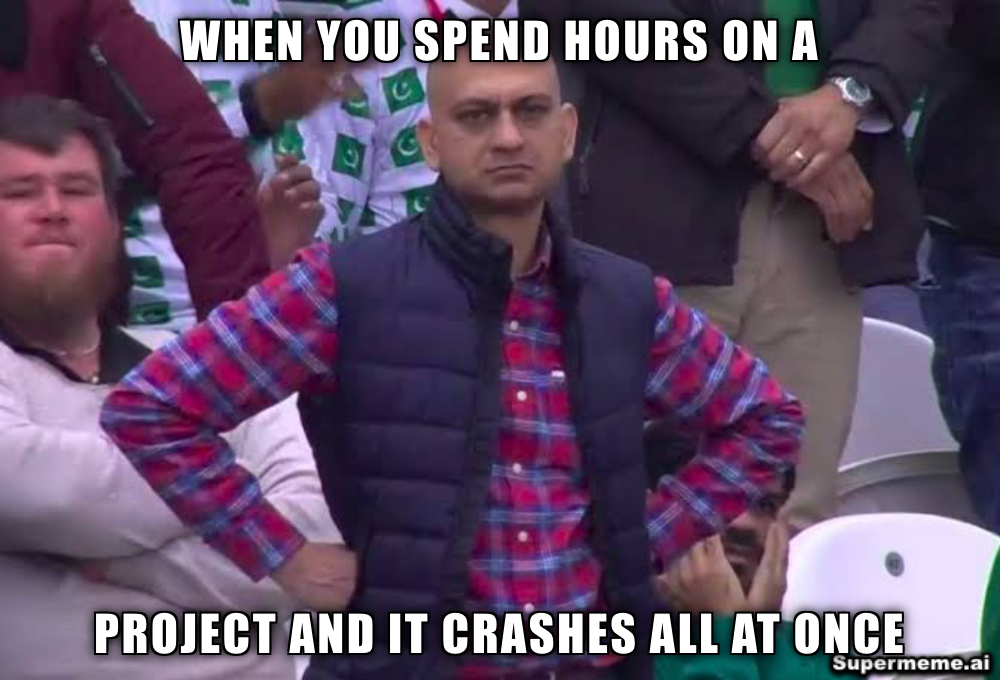 WHEN YOU SPEND HOURS ON A
PROJECT AND IT CRASHES ALL AT ONCE
Supermeme.ai